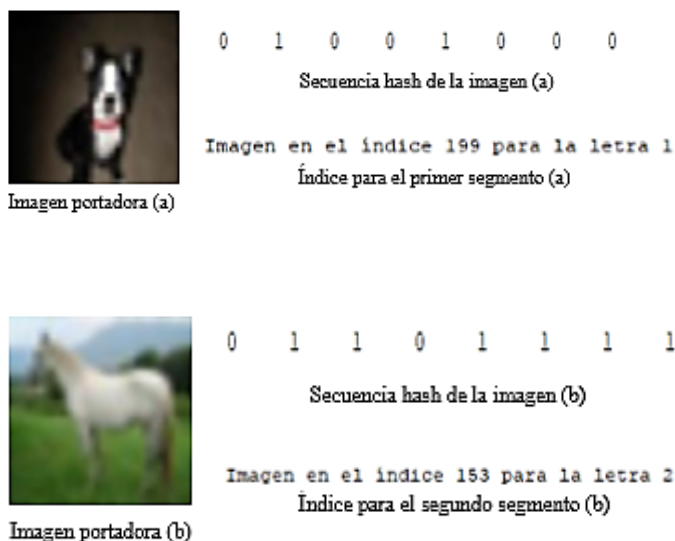 0 1 0 0 1 0 0 0
Secuencia hash de la imagen (a)
Imagen en el índice 199 para la letra 1
Índice para el primer segmento (a)
Imagen portadora (a)
0 1 1 0 1 1 1 1
Secuencia hash de la imagen (b)
Imagen en el índice 153 para la letra 2
Índice para el segundo segmento (b)
Imagen portadora (b)